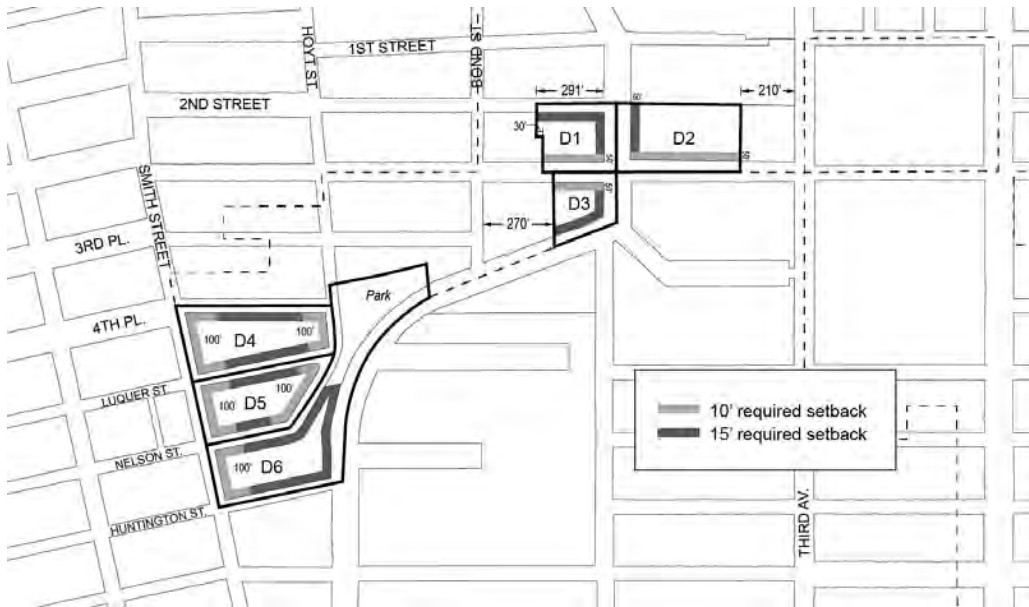 HOYT ST.
BOND ST
1ST STREET
2ND STREET
291'
210'
60'
30'
D1
D2
50'
50'
SMITH STREET
50'
D3
270'
3RD PL.
Park
4TH PL.
100'
D4
100'
100'
D5
100'
LUQUER ST.
10' required setback
15' required setback
NELSON ST.
100'
D6
HUNTINGTON ST.
THIRD AV.